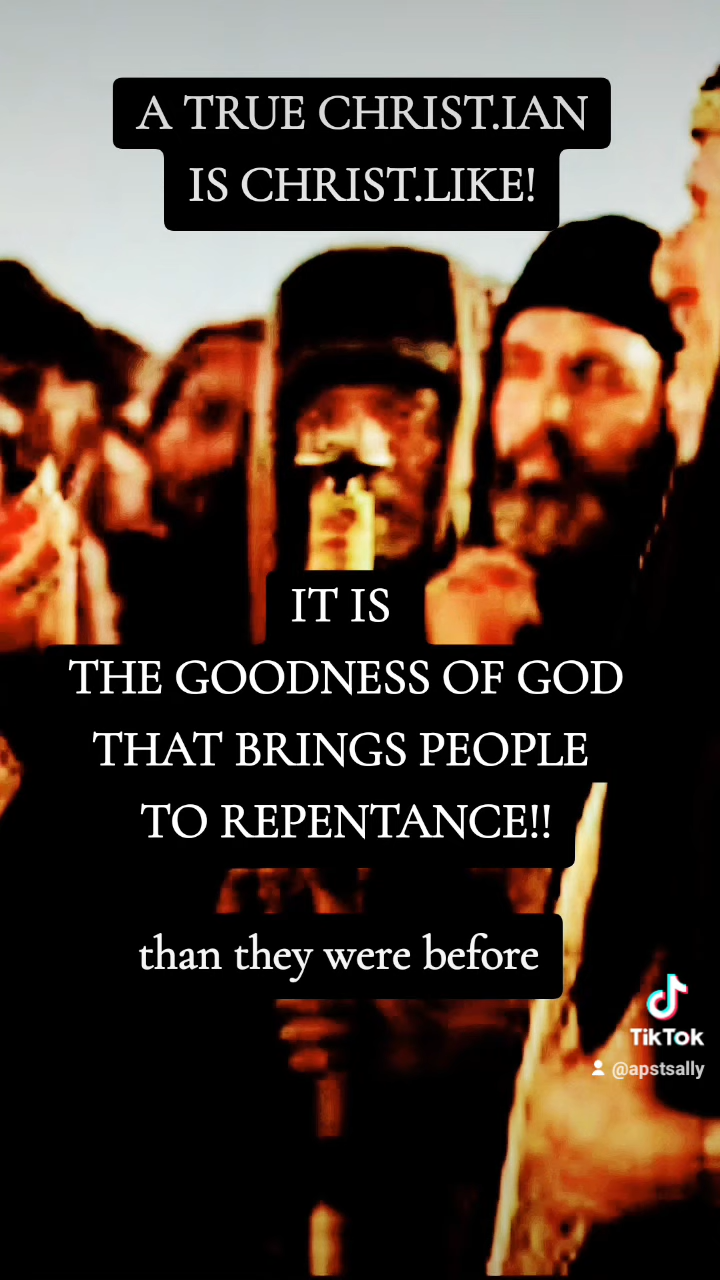 A TRUE CHRIST.IAN
IS CHRIST.LIKE!
IT IS
THE GOODNESS OF GOD
THAT BRINGS PEOPLE
TO REPENTANCE!!
than they were before
TikTok
@apstsally